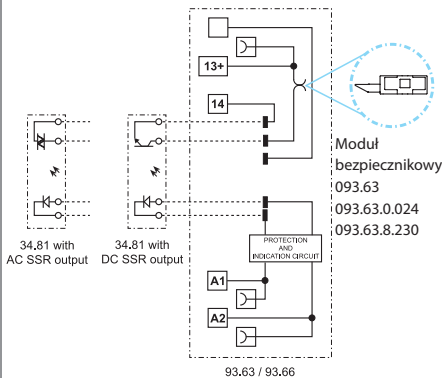 13+
14
Moduł
bezpiecznikowy
093.63
093.63.0.024
093.63.8.230
34.81 with
AC SSR output
34.81 with
DC SSR output
PROTECTION
AND
INDICATION CIRCUIT
A1
A2
93.63 / 93.66